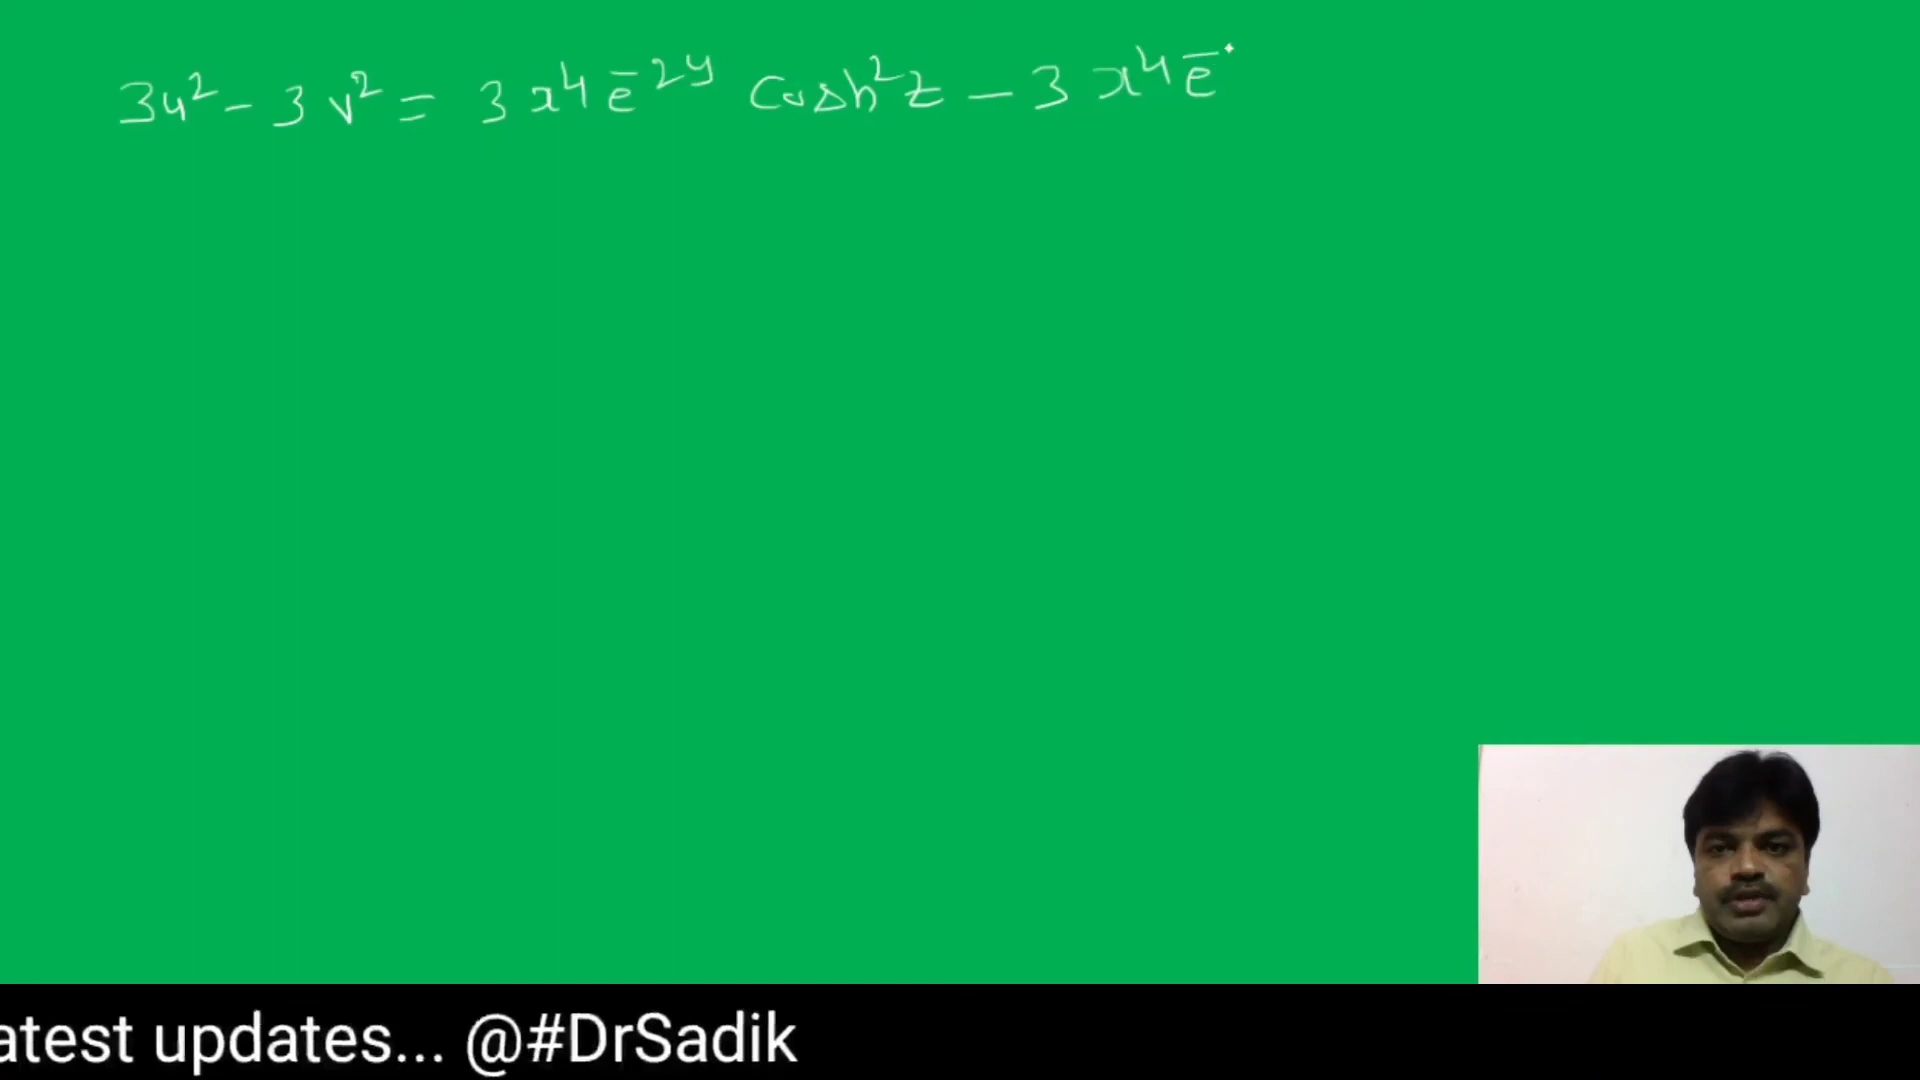 3u² - 3v² = 3x⁴e⁻²ʸ cosh²z - 3x⁴e⁻
atest updates... @#DrSadik